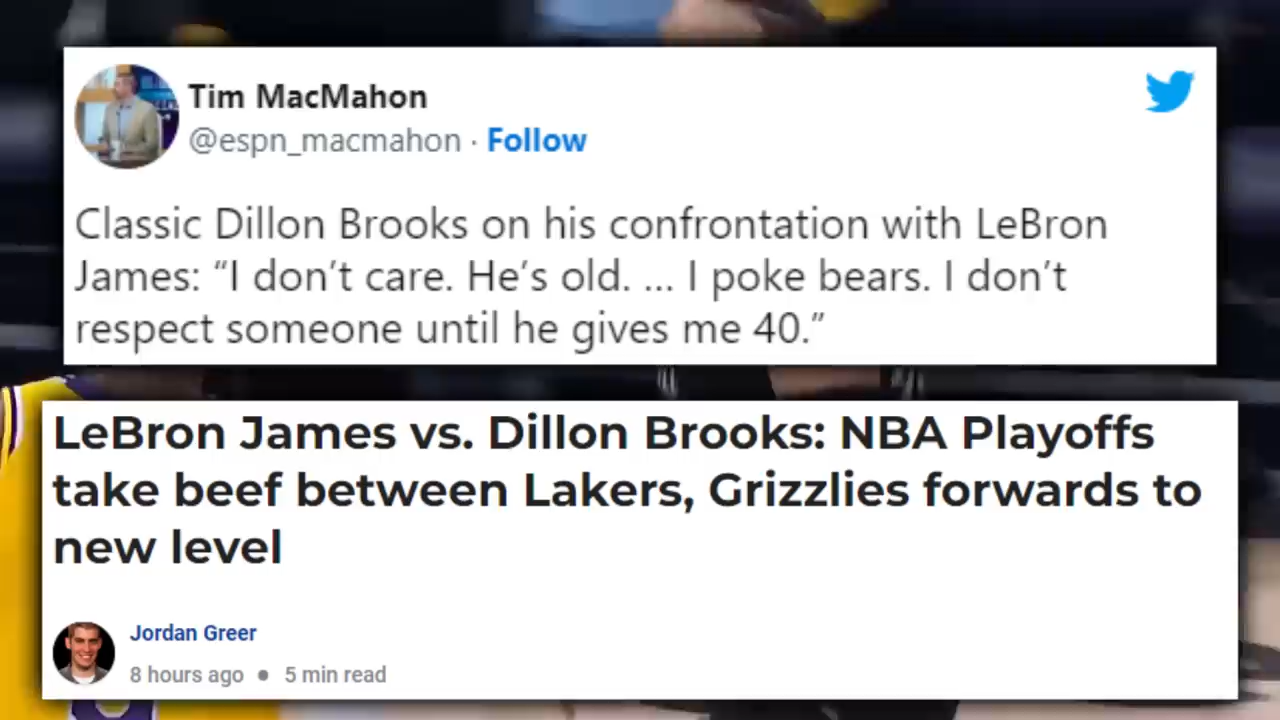 Tim MacMahon
@espn_macmahon · Follow
Classic Dillon Brooks on his confrontation with LeBron
James: “I don’t care. He’s old. ... I poke bears. I don’t
respect someone until he gives me 40.”
LeBron James vs. Dillon Brooks: NBA Playoffs
take beef between Lakers, Grizzlies forwards to
new level
Jordan Greer
8 hours ago • 5 min read